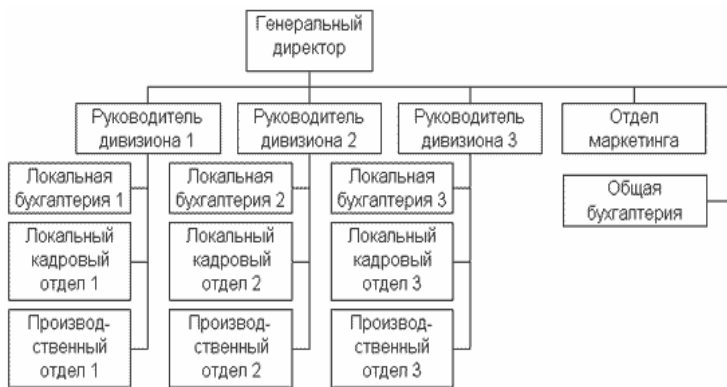 Генеральный
директор
Руководитель
дивизиона 1
Руководитель
дивизиона 2
Руководитель
дивизиона 3
Отдел
маркетинга
Локальная
бухгалтерия 1
Локальная
бухгалтерия 2
Локальная
бухгалтерия 3
Общая
бухгалтерия
Локальный
кадровый
отдел 1
Локальный
кадровый
отдел 2
Локальный
кадровый
отдел 3
Производ-
ственный
отдел 1
Производ-
ственный
отдел 2
Производ-
ственный
отдел 3